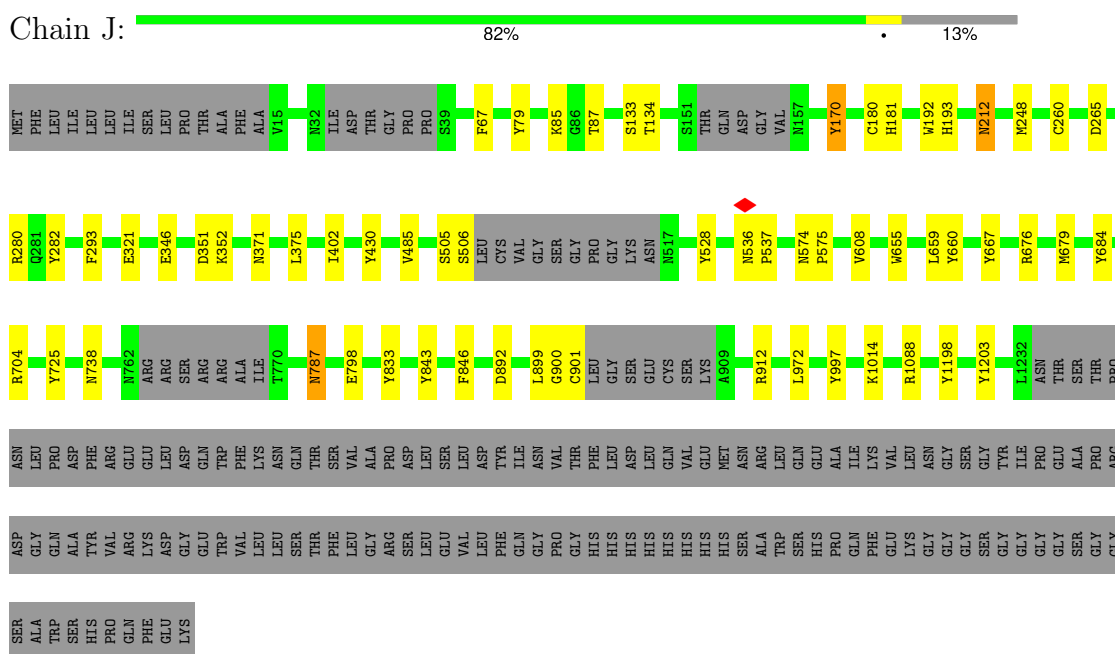 Chain J:
82% • 13%
MET PHE LEU ILE LEU LEU ILE SER LEU PRO THR ALA PHE ALA V15 N32 ILE ASP THR GLY PRO PRO S39 F67 Y79 K85 G86 T87 S133 T134 S151 THR GLN ASP GLY VAL N157 Y170 C180 H181 W192 H193 N212 M248 C260 D265
R280 Q281 Y282 F293 E321 E346 D351 K352 N371 L375 I402 Y430 V485 S505 S506 LEU CYS VAL GLY SER GLY PRO GLY LYS ASN N517 Y528 N536 P537 N574 P575 V608 W655 L659 Y660 Y667 R676 M679 Y684
R704 Y725 N738 N762 ARG ARG SER ARG ARG ALA ILE T770 N787 E798 Y833 Y843 F846 D892 L899 G900 C901 LEU GLY SER GLU CYS SER LYS A909 R912 L972 Y997 K1014 R1088 Y1198 Y1203 L1232 ASN THR SER THR PRO
ASN LEU PRO ASP PHE ARG GLU GLU LEU ASP GLN TRP PHE LYS ASN GLN THR SER VAL ALA PRO ASP LEU SER LEU ASP TYR ILE ASN VAL THR PHE LEU ASP LEU GLN VAL GLU MET ASN ARG LEU GLN GLU ALA ILE LYS VAL LEU ASN GLY SER GLY TYR ILE PRO GLU ALA PRO ARG
ASP GLY GLN ALA TYR VAL ARG LYS ASP GLY GLU TRP VAL LEU LEU SER THR PHE LEU GLY ARG SER LEU GLU VAL LEU PHE GLN GLY PRO GLY HIS HIS HIS HIS HIS HIS HIS HIS SER ALA TRP SER HIS PRO GLN PHE GLU LYS GLY GLY GLY SER GLY GLY GLY GLY SER GLY GLY
SER ALA TRP SER HIS PRO GLN PHE GLU LYS